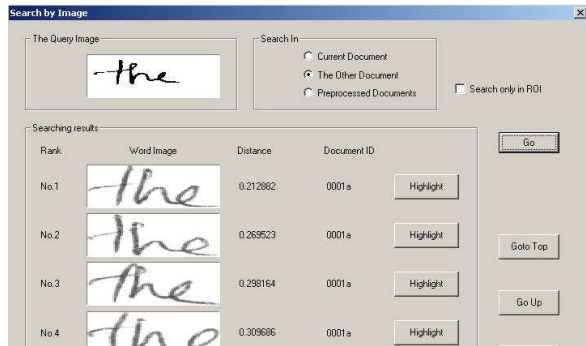 Search by Image
The Query Image
the
Search In
Current Document
The Other Document
Preprocessed Documents
Search only in ROI
Searching results
Go
Rank Word Image Distance Document ID
No.1 the 0.212882 0001a Highlight
No.2 the 0.269523 0001a Highlight
Goto Top
No.3 the 0.298164 0001a Highlight
Go Up
No.4 the 0.309686 0001a Highlight